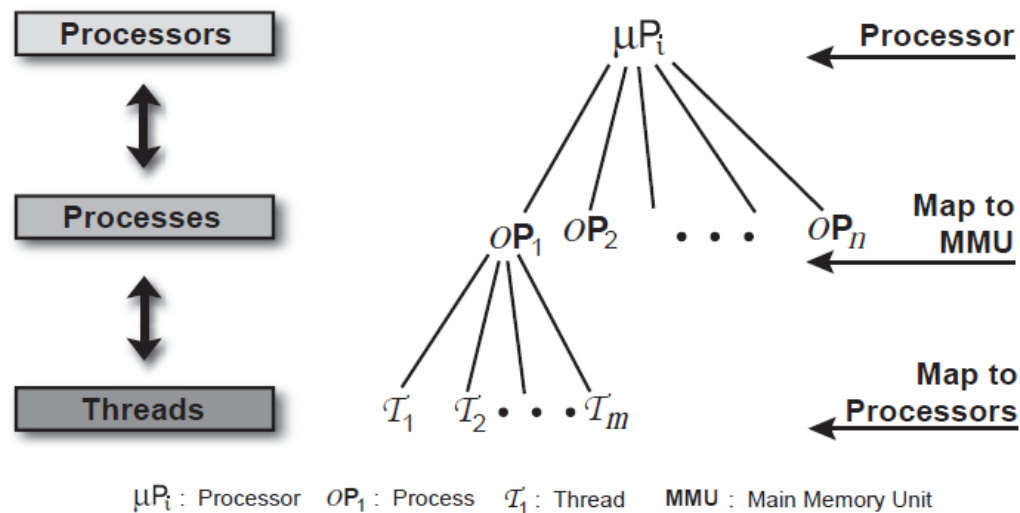 Processors
μPi
Processor
Processes
OP1
OP2
• • •
OPn
Map to
MMU
Threads
T1
T2
• • •
Tm
Map to
Processors
μPi : Processor OP1 : Process T1 : Thread MMU : Main Memory Unit